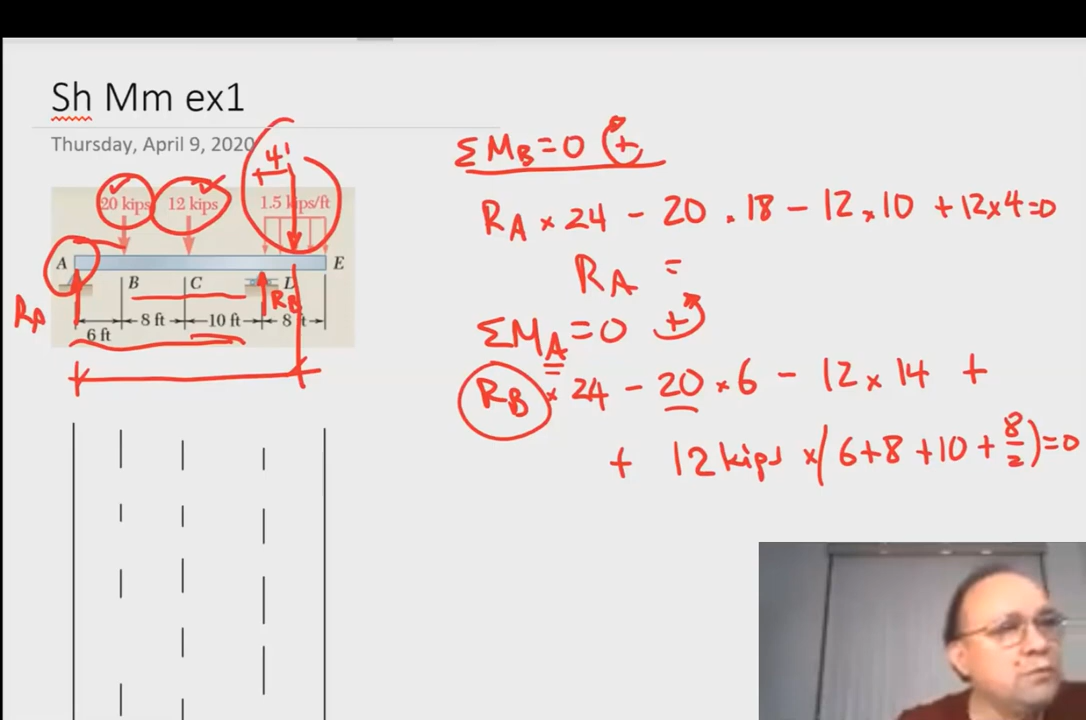 Sh Mm ex1
Thursday, April 9, 2020
4'
20 kips 12 kips 1.5 kips/ft
A E
B C D
RA RB
6 ft 8 ft 10 ft 8 ft
ΣMB=0 +
RA × 24 - 20 . 18 - 12 × 10 + 12 × 4 = 0
RA =
ΣMA=0 +
RB × 24 - 20 × 6 - 12 × 14 +
+ 12 kips × (6+8+10+8/2)=0